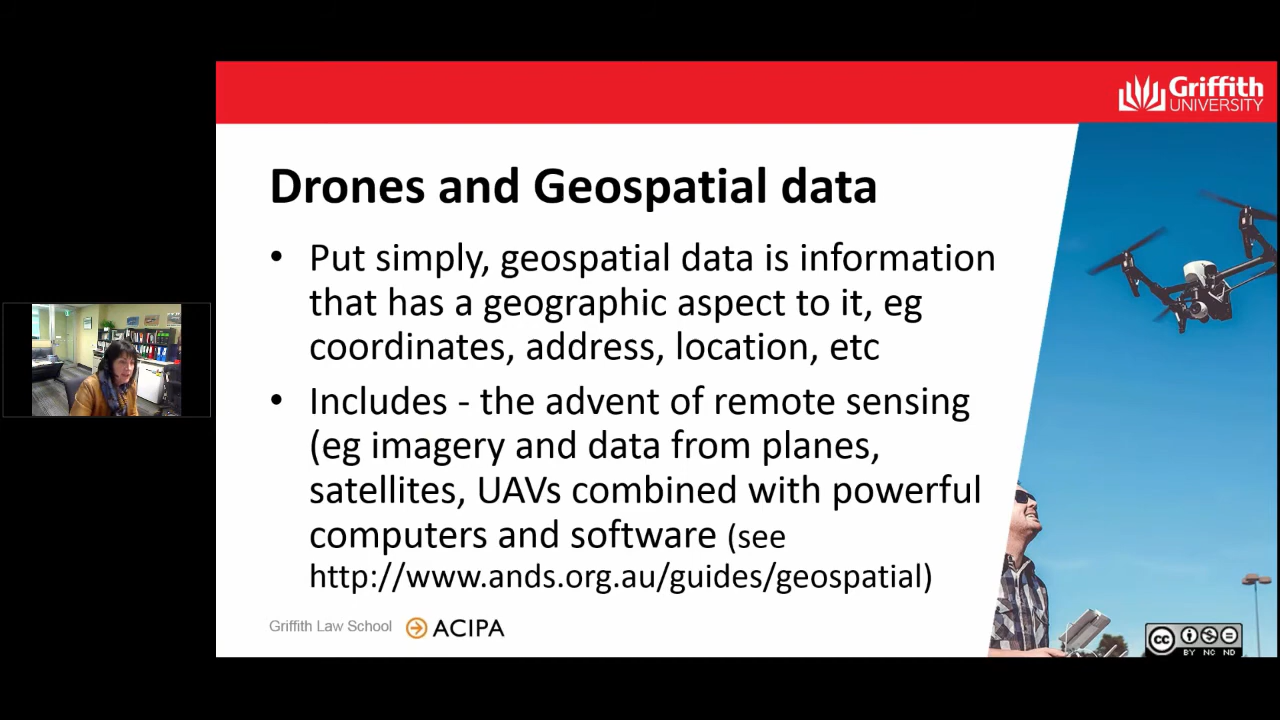 Griffith
UNIVERSITY
Drones and Geospatial data
• Put simply, geospatial data is information
that has a geographic aspect to it, eg
coordinates, address, location, etc
• Includes - the advent of remote sensing
(eg imagery and data from planes,
satellites, UAVs combined with powerful
computers and software (see
http://www.ands.org.au/guides/geospatial)
Griffith Law School ACIPA
cc
BY NC ND